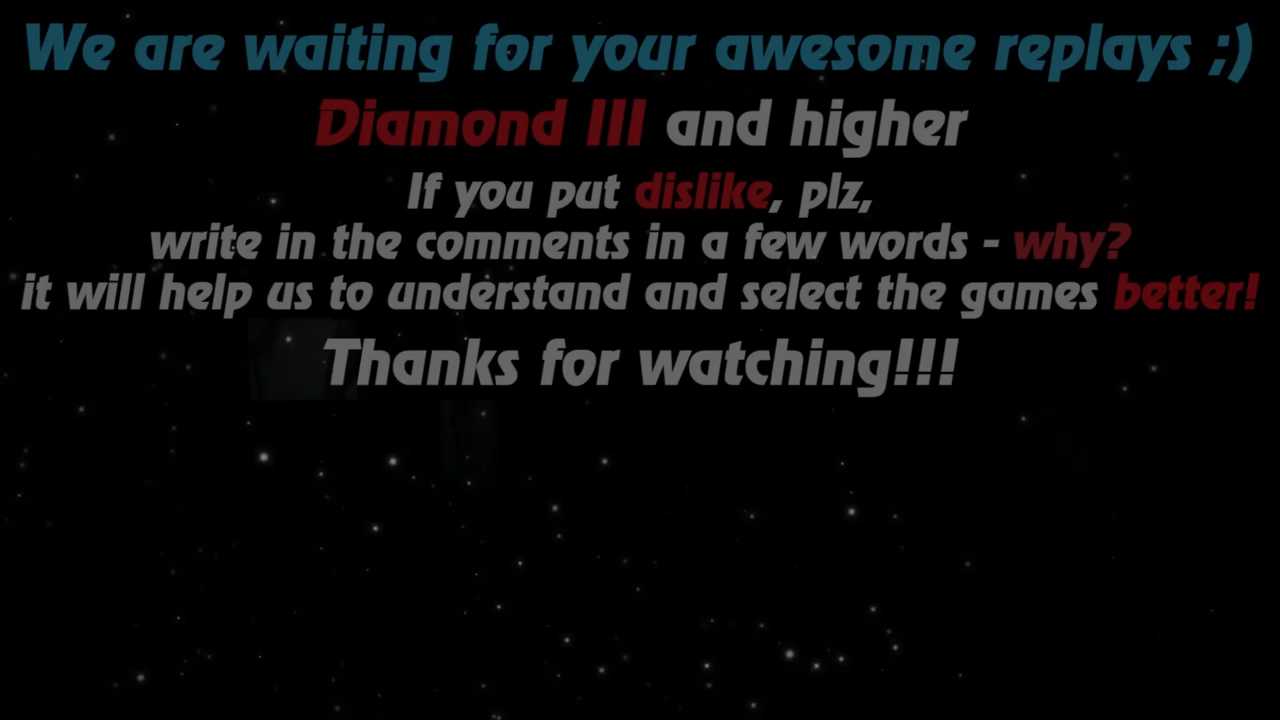 We are waiting for your awesome replays ;)
Diamond III and higher
If you put dislike, plz,
write in the comments in a few words - why?
it will help us to understand and select the games better!
Thanks for watching!!!